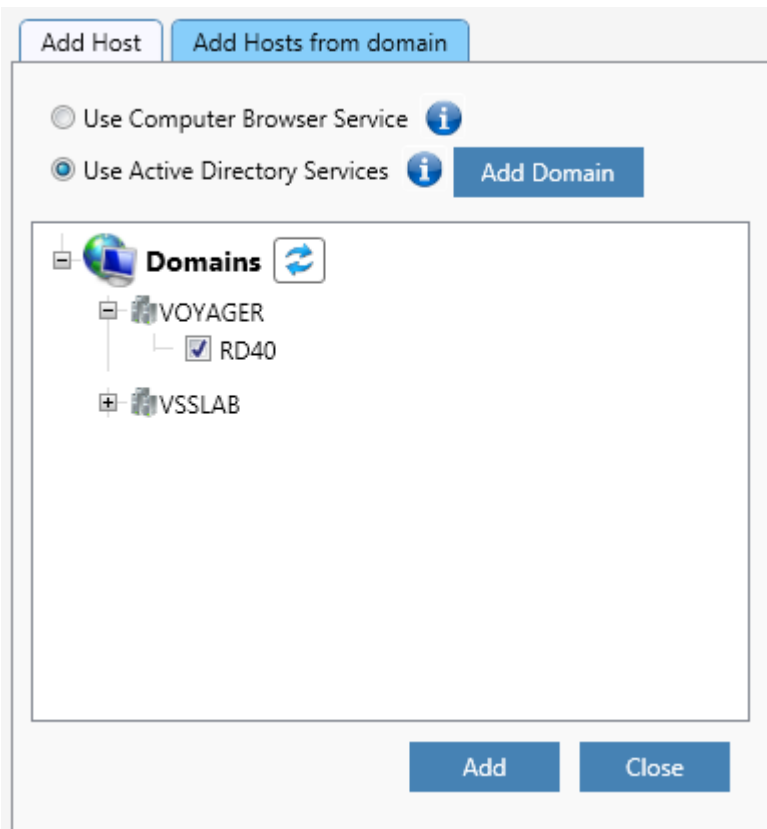 Add Host Add Hosts from domain
Use Computer Browser Service i
Use Active Directory Services i Add Domain
Domains
VOYAGER
RD40
VSSLAB
Add Close